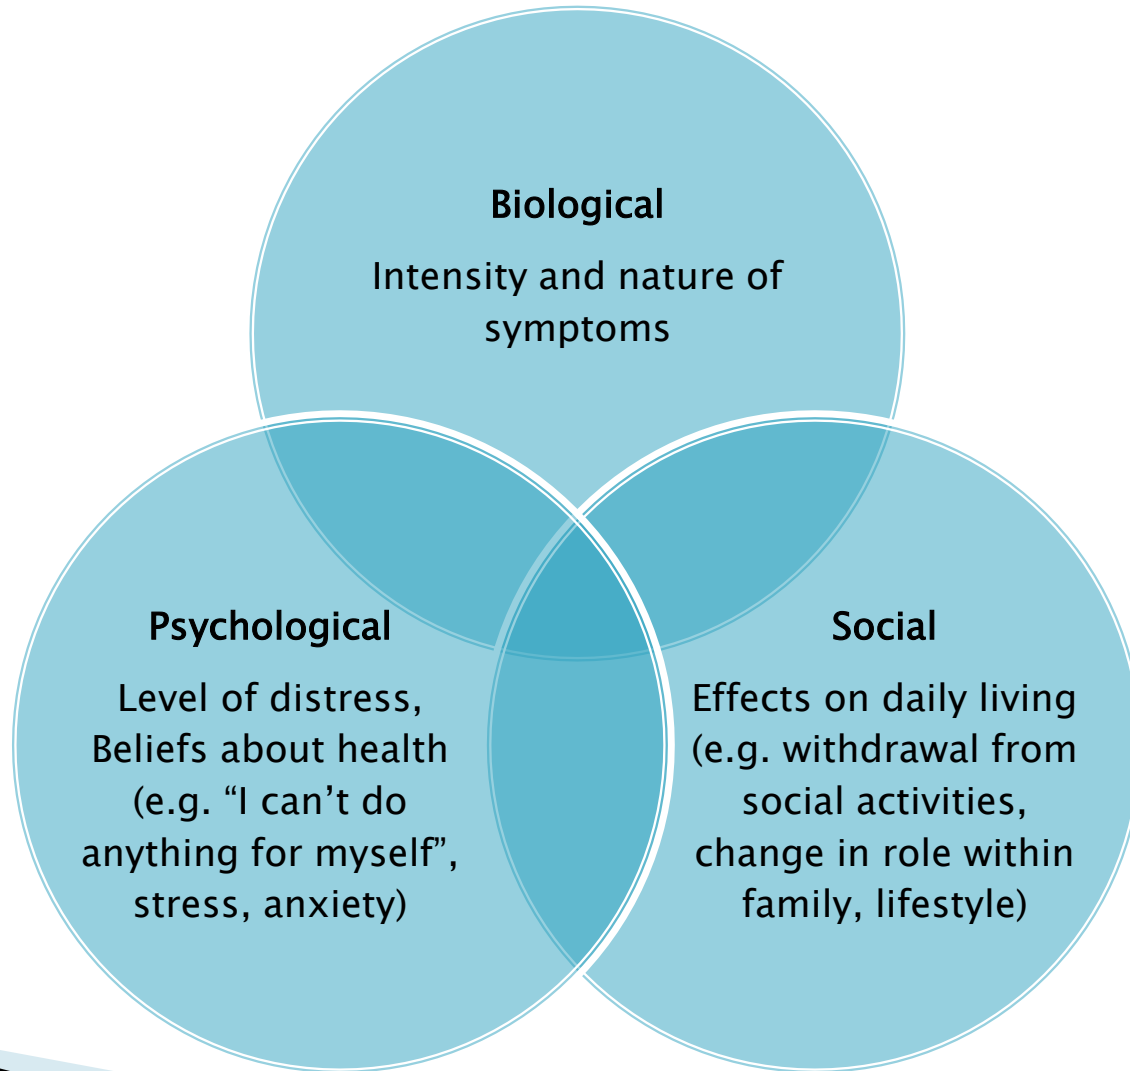 Biological
Intensity and nature of
symptoms
Psychological
Level of distress,
Beliefs about health
(e.g. “I can’t do
anything for myself”,
stress, anxiety)
Social
Effects on daily living
(e.g. withdrawal from
social activities,
change in role within
family, lifestyle)